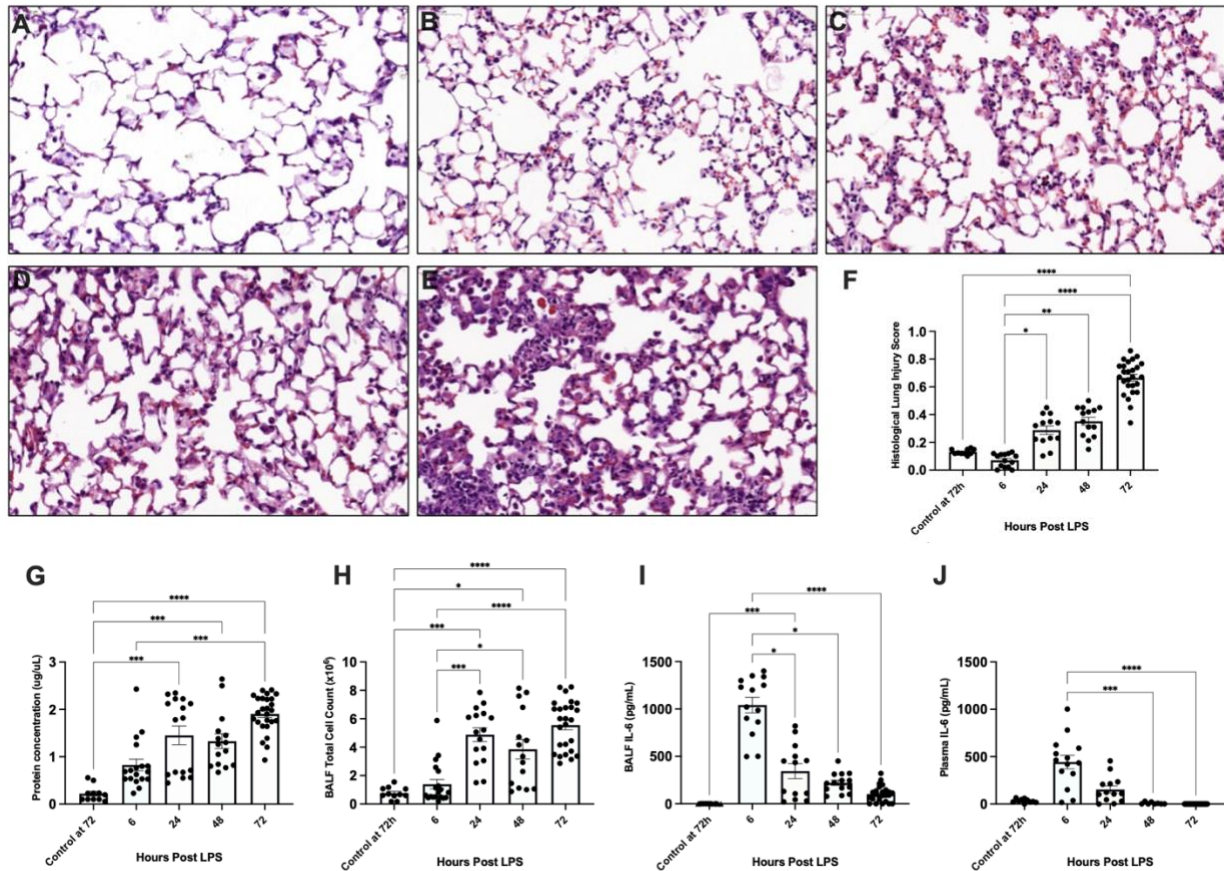 A
B
C
D
E
F
****
****
**
*
Histological Lung Injury Score
1.0
0.8
0.6
0.4
0.2
0.0
Control at 72h
6
24
48
72
Hours Post LPS
G
****
***
***
***
Protein concentration (ug/uL)
3
2
1
0
Control at 72
6
24
48
72
Hours Post LPS
H
****
*
****
***
*
***
BALF Total Cell Count (x10⁶)
8
6
4
2
0
Control at 72h
6
24
48
72
Hours Post LPS
I
****
***
*
*
BALF IL-6 (pg/mL)
1500
1000
500
0
Control at 72h
6
24
48
72
Hours Post LPS
J
****
***
Plasma IL-6 (pg/mL)
1500
1000
500
0
Control at 72h
6
24
48
72
Hours Post LPS